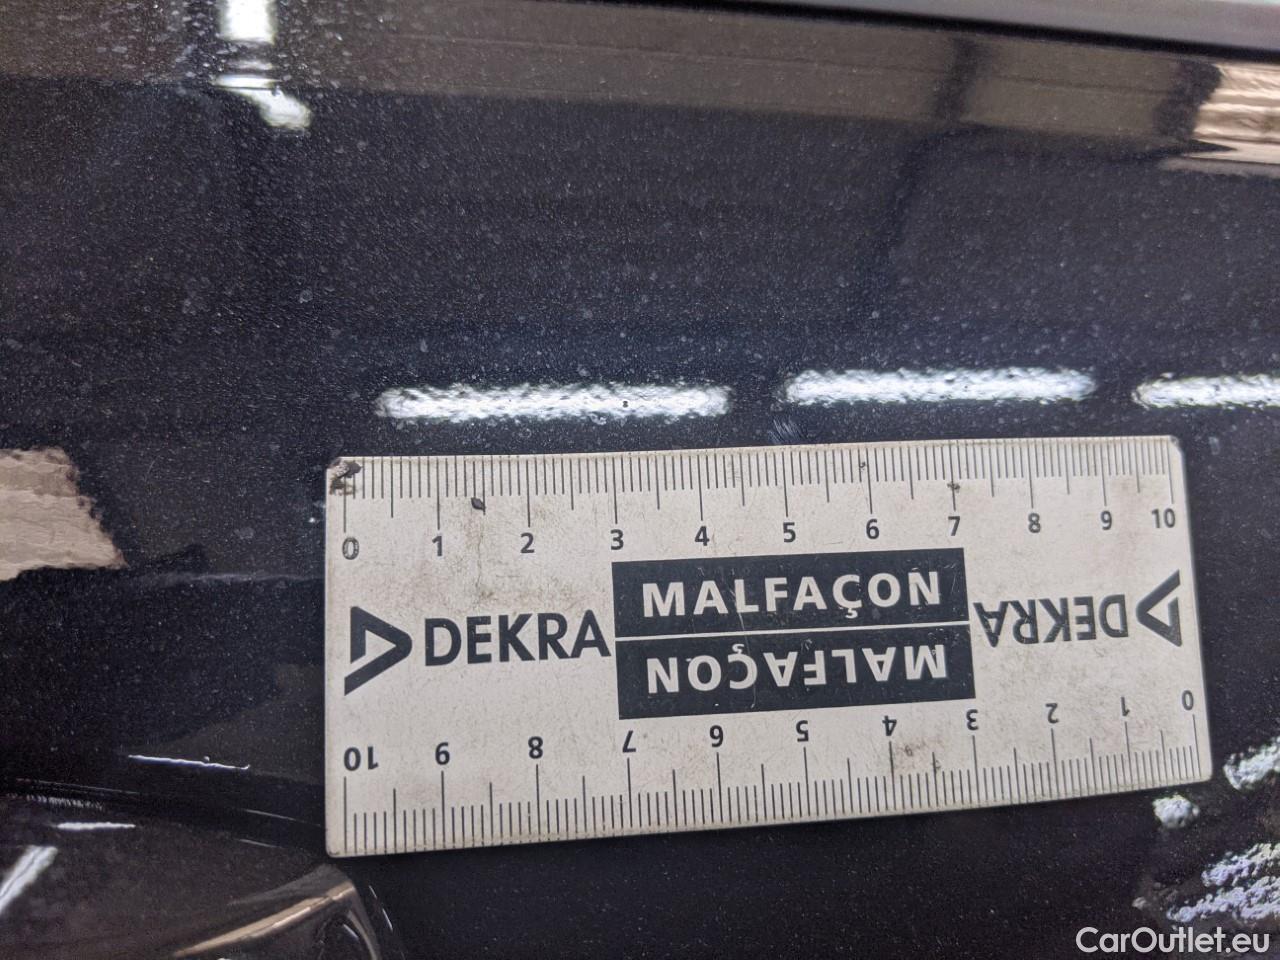 0 1 2 3 4 5 6 7 8 9 10
DEKRA MALFAÇON DEKRA
MALFAÇON
10 9 8 7 6 5 4 3 2 1 0
CarOutlet.eu